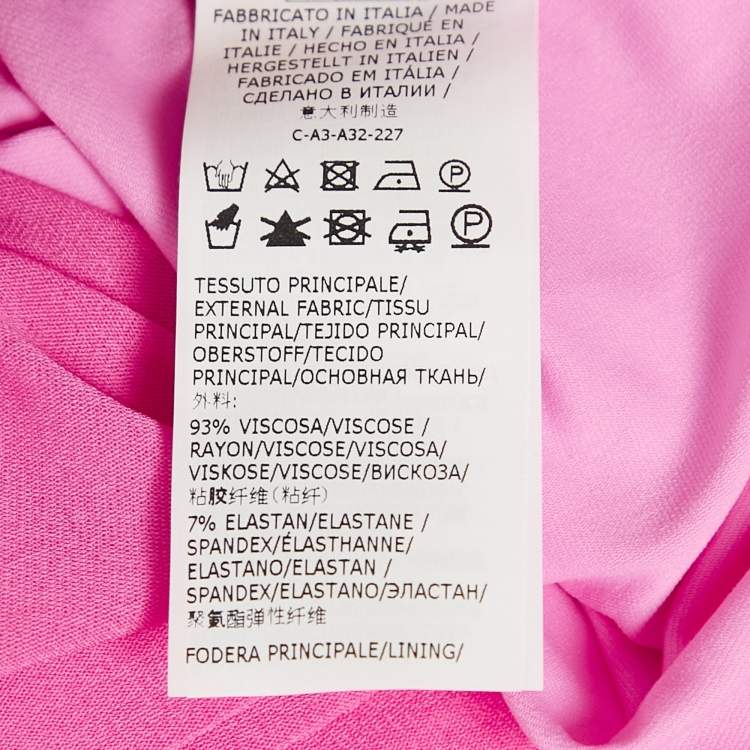 FABBRICATO IN ITALIA / MADE
IN ITALY / FABRIQUÉ EN
ITALIE / HECHO EN ITALIA /
HERGESTELLT IN ITALIEN /
FABRICADO EM ITÁLIA /
СДЕЛАНО В ИТАЛИИ /
意大利制造
C-A3-A32-227
P
P
TESSUTO PRINCIPALE/
EXTERNAL FABRIC/TISSU
PRINCIPAL/TEJIDO PRINCIPAL/
OBERSTOFF/TECIDO
PRINCIPAL/ОСНОВНАЯ ТКАНЬ/
外料:
93% VISCOSA/VISCOSE /
RAYON/VISCOSE/VISCOSA/
VISKOSE/VISCOSE/ВИСКОЗА/
粘胶纤维(粘纤)
7% ELASTAN/ELASTANE /
SPANDEX/ÉLASTHANNE/
ELASTANO/ELASTAN /
SPANDEX/ELASTANO/ЭЛАСТАН/
聚氨酯弹性纤维
FODERA PRINCIPALE/LINING/